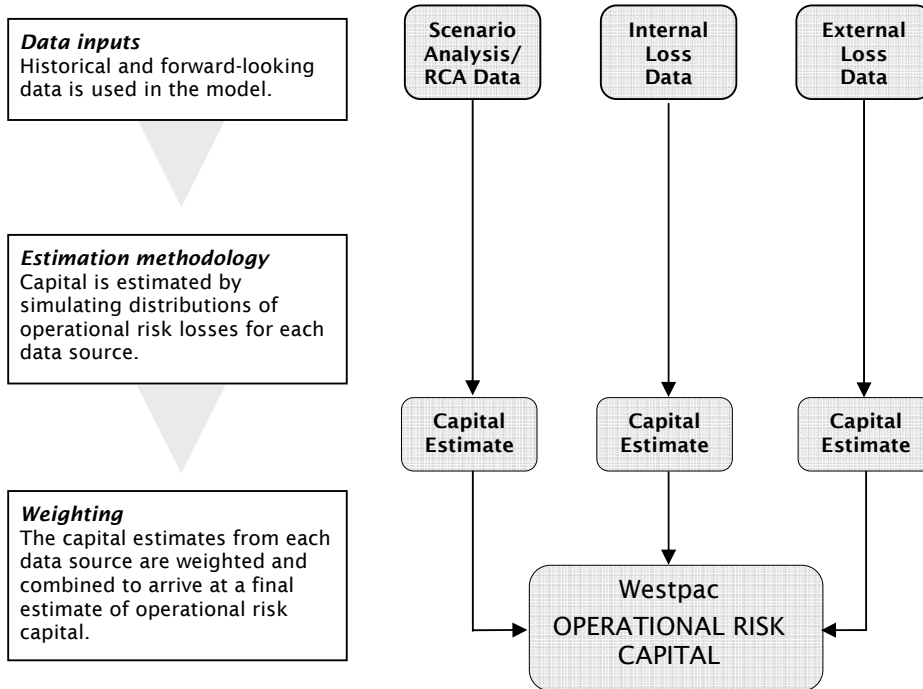 Data inputs
Historical and forward-looking
data is used in the model.
Scenario
Analysis/
RCA Data
Internal
Loss
Data
External
Loss
Data
Estimation methodology
Capital is estimated by
simulating distributions of
operational risk losses for each
data source.
Capital
Estimate
Capital
Estimate
Capital
Estimate
Weighting
The capital estimates from each
data source are weighted and
combined to arrive at a final
estimate of operational risk
capital.
Westpac
OPERATIONAL RISK
CAPITAL